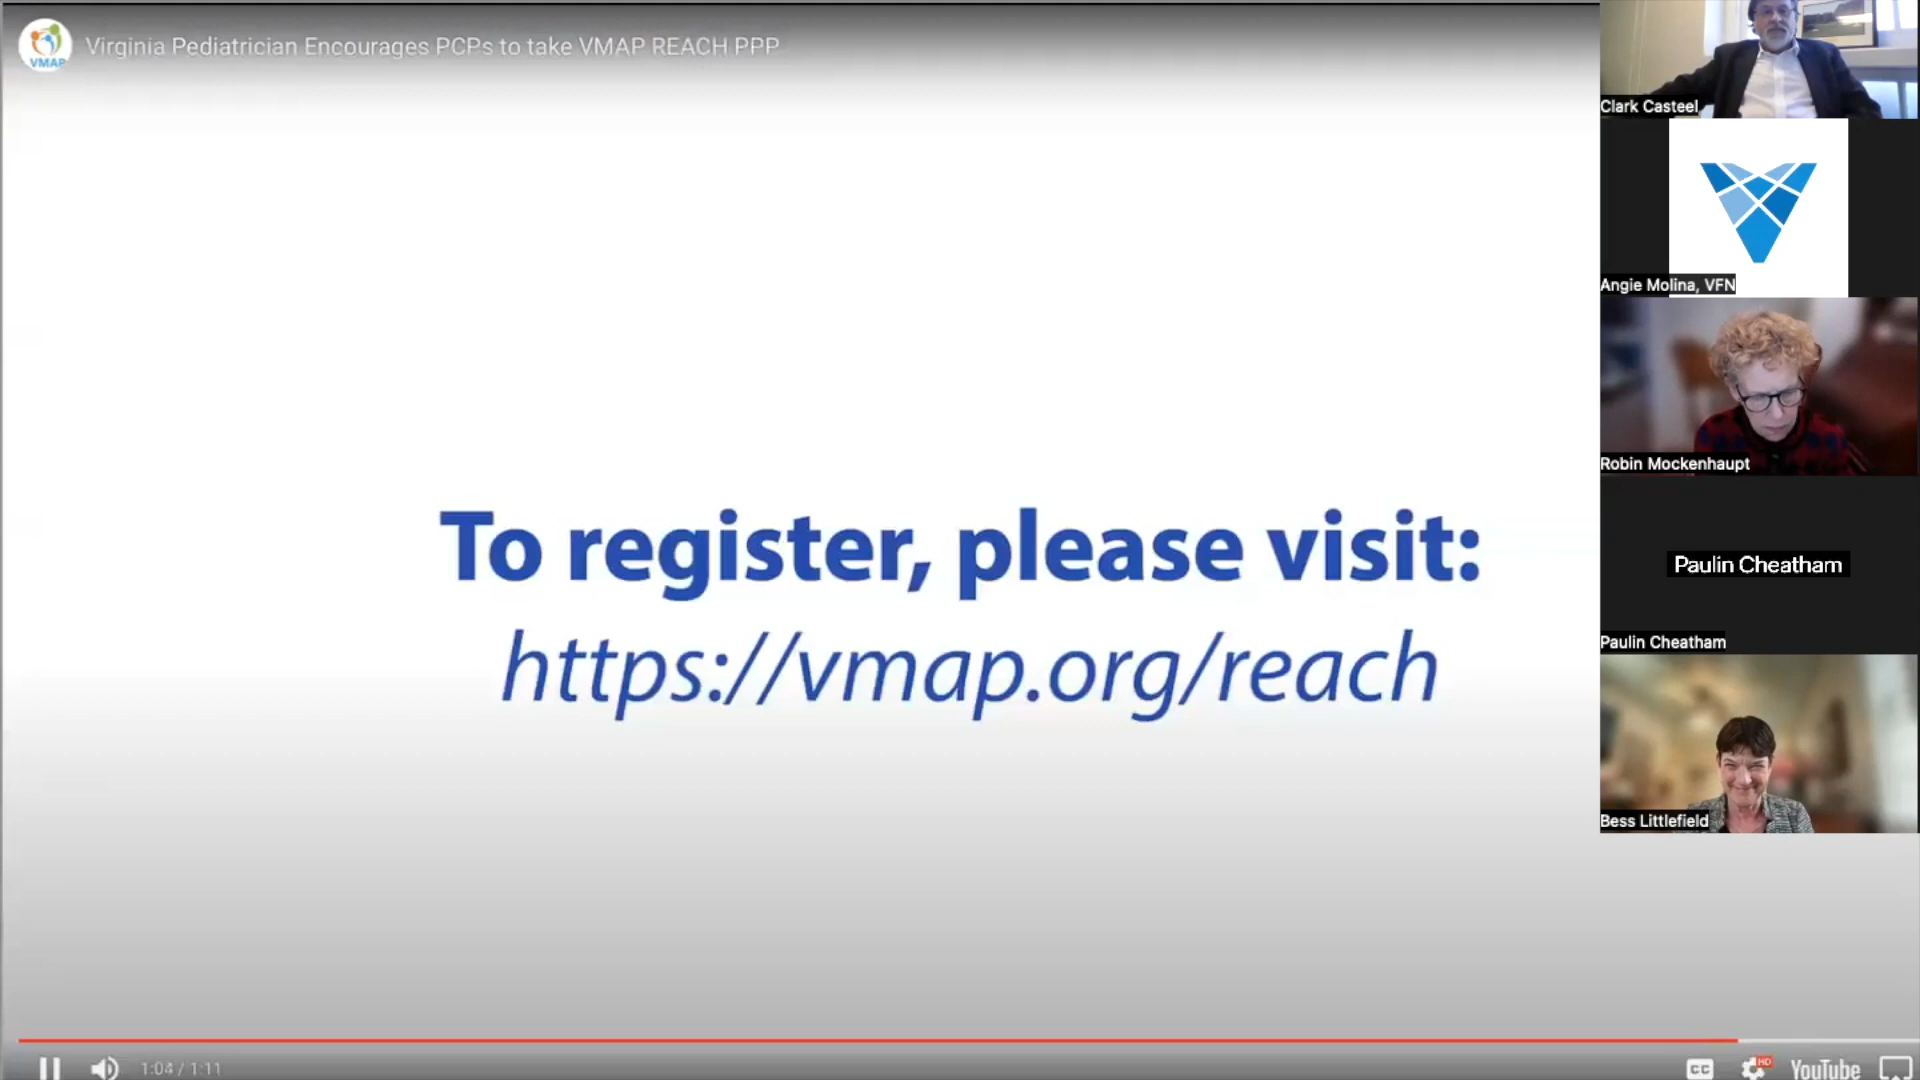 VMAP
Virginia Pediatrician Encourages PCPs to take VMAP REACH PPP
To register, please visit:
https://vmap.org/reach
1:04 / 1:11
CC
HD
YouTube
Clark Casteel
Angie Molina, VFN
Robin Mockenhaupt
Paulin Cheatham
Paulin Cheatham
Bess Littlefield